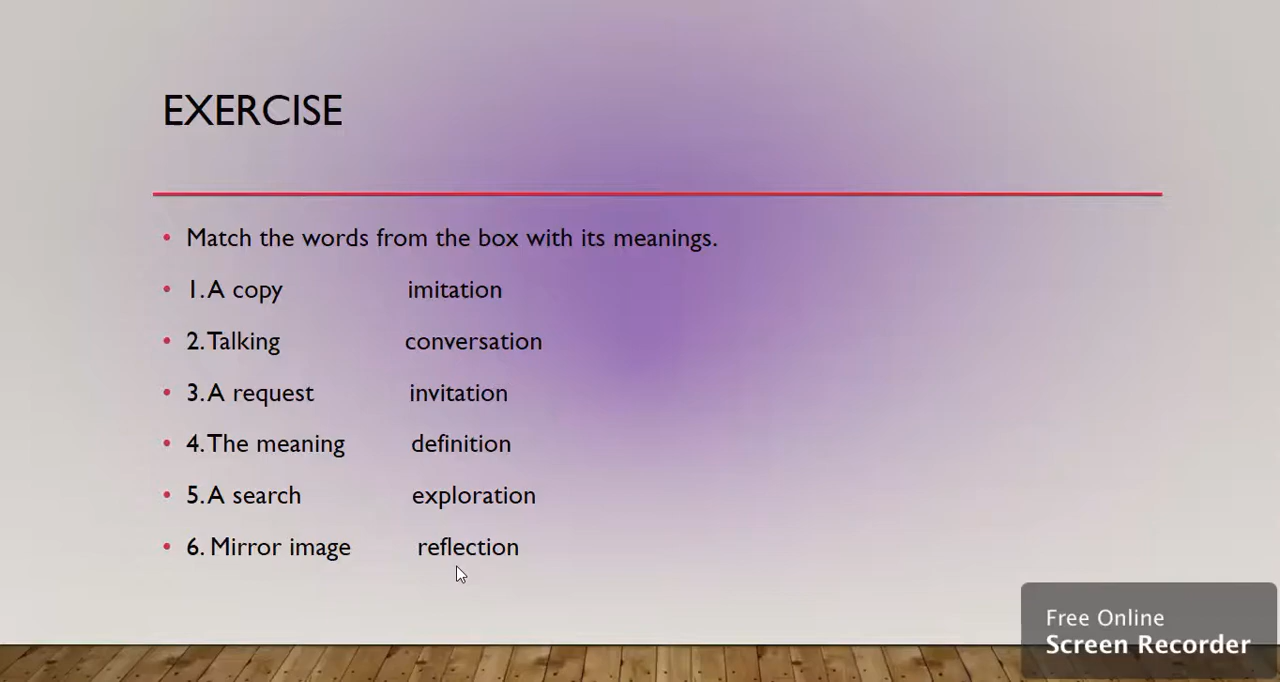 EXERCISE
Match the words from the box with its meanings.
1. A copy imitation
2. Talking conversation
3. A request invitation
4. The meaning definition
5. A search exploration
6. Mirror image reflection
Free Online
Screen Recorder